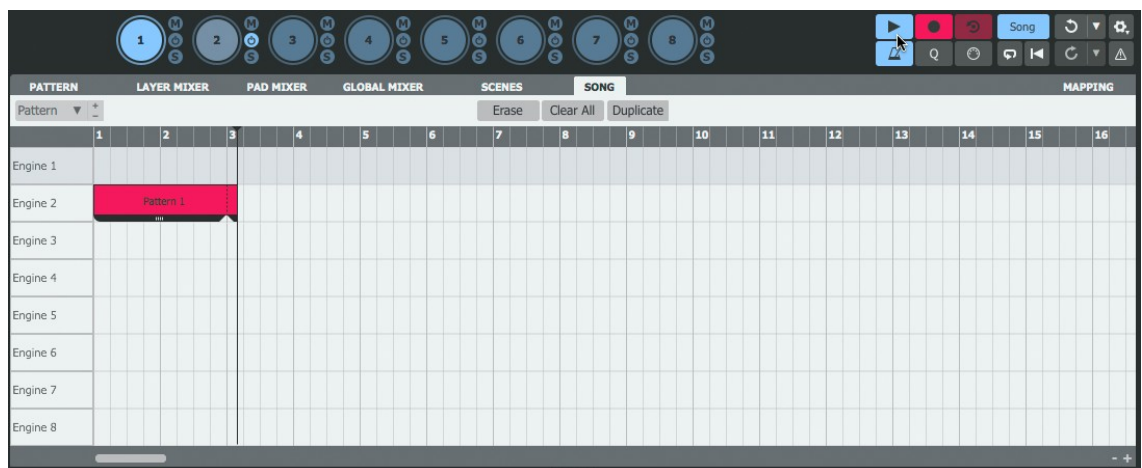 1 M S 2 M S 3 M S 4 M S 5 M S 6 M S 7 M S 8 M S
Song
Q
PATTERN LAYER MIXER PAD MIXER GLOBAL MIXER SCENES SONG MAPPING
Pattern + - Erase Clear All Duplicate
1 2 3 4 5 6 7 8 9 10 11 12 13 14 15 16
Engine 1
Engine 2 Pattern 1
Engine 3
Engine 4
Engine 5
Engine 6
Engine 7
Engine 8
- +